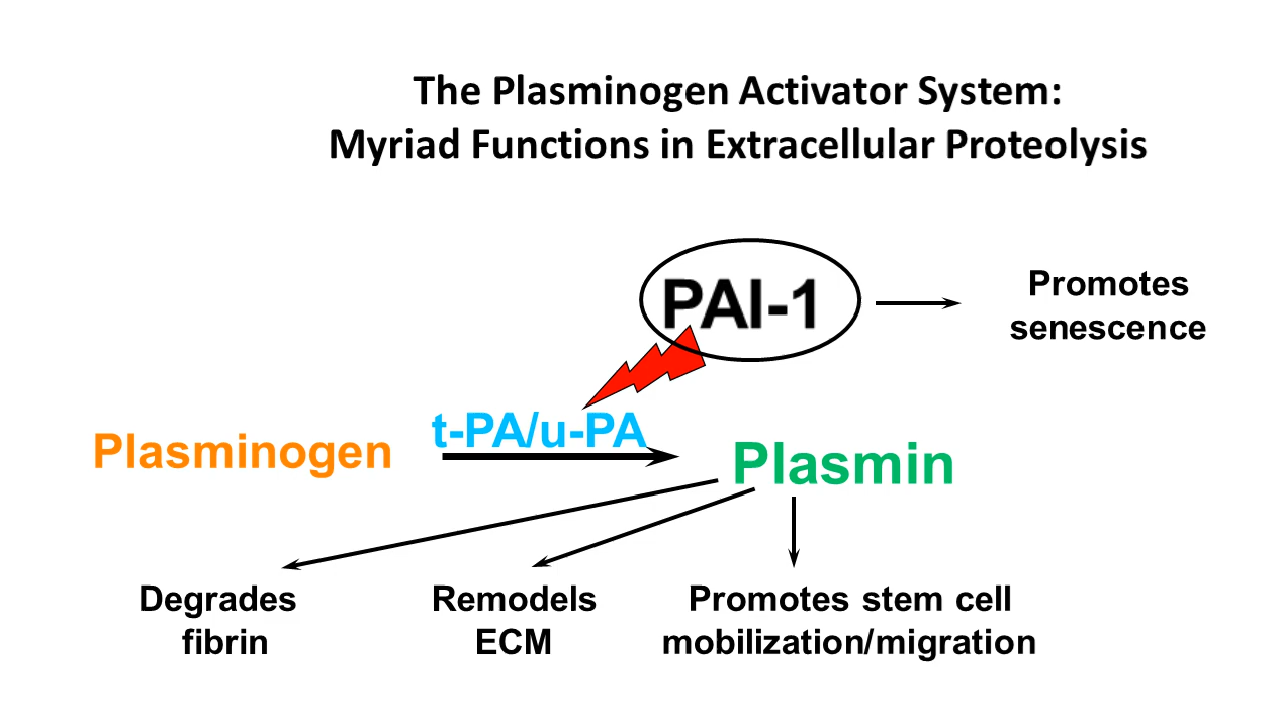 The Plasminogen Activator System:
Myriad Functions in Extracellular Proteolysis
PAI-1
Promotes
senescence
t-PA/u-PA
Plasminogen
Plasmin
Degrades
fibrin
Remodels
ECM
Promotes stem cell
mobilization/migration